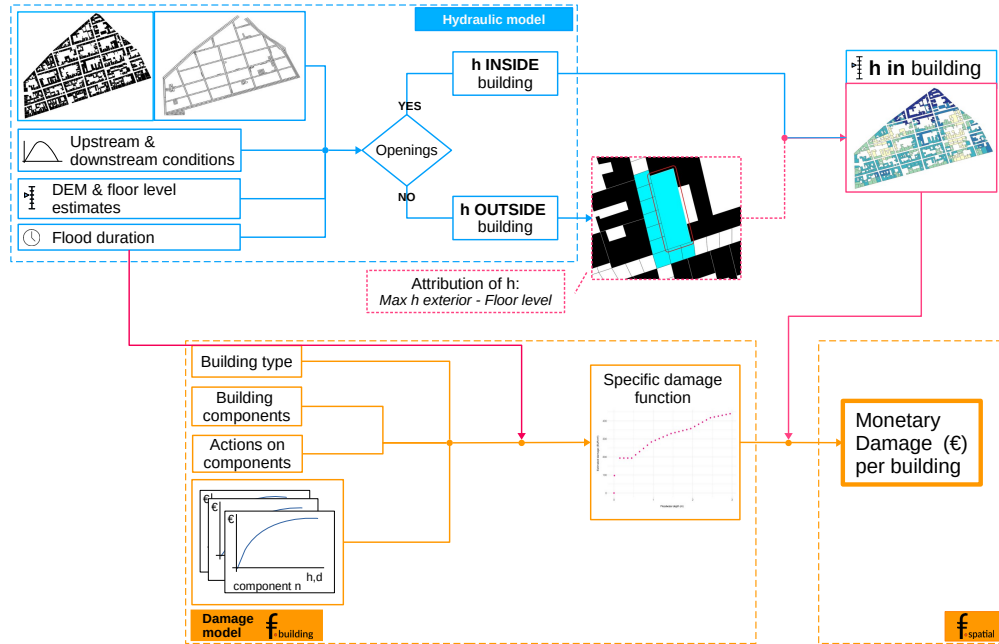 Hydraulic model
Upstream &
downstream conditions
DEM & floor level
estimates
Flood duration
Openings
YES
NO
h INSIDE
building
h OUTSIDE
building
h in building
Attribution of h:
Max h exterior - Floor level
Building type
Building
components
Actions on
components
€
€
€
h,d
component n
Specific damage
function
Monetary
Damage (€)
per building
Damage
model
f-building
f-spatial